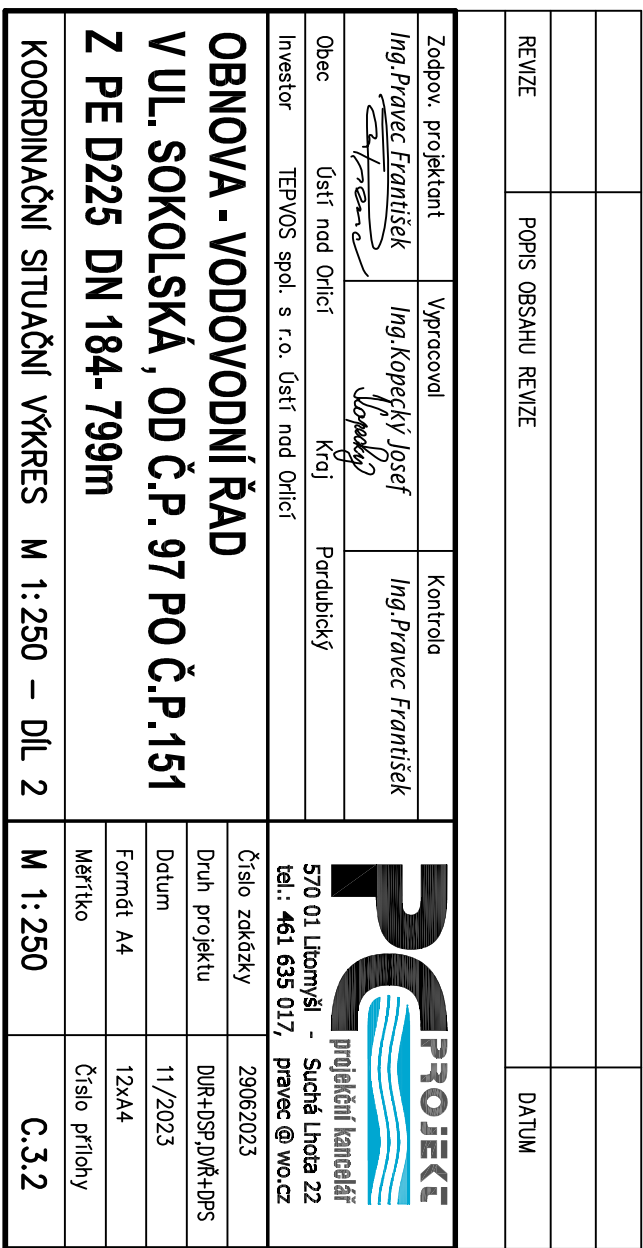 REVIZE POPIS OBSAHU REVIZE DATUM
Zodpov. projektant Vypracoval Kontrola
Ing.Pravec František Ing.Kopecký Josef Ing.Pravec František
Kopecký
Obec Ústí nad Orlicí Kraj Pardubický
Investor TEPVOS spol. s r.o. Ústí nad Orlicí
PC PROJEKT
projekční kancelář
570 01 Litomyšl - Suchá Lhota 22
tel.: 461 635 017, pravec @ wo.cz
OBNOVA - VODOVODNÍ ŘAD
V UL. SOKOLSKÁ , OD Č.P. 97 PO Č.P.151
Z PE D225 DN 184- 799m
Číslo zakázky 29062023
Druh projektu DUR+DSP,DVŘ+DPS
Datum 11/2023
Formát A4 12xA4
Měřítko Číslo přílohy
KOORDINAČNÍ SITUAČNÍ VÝKRES M 1:250 – DÍL 2 M 1:250 C.3.2